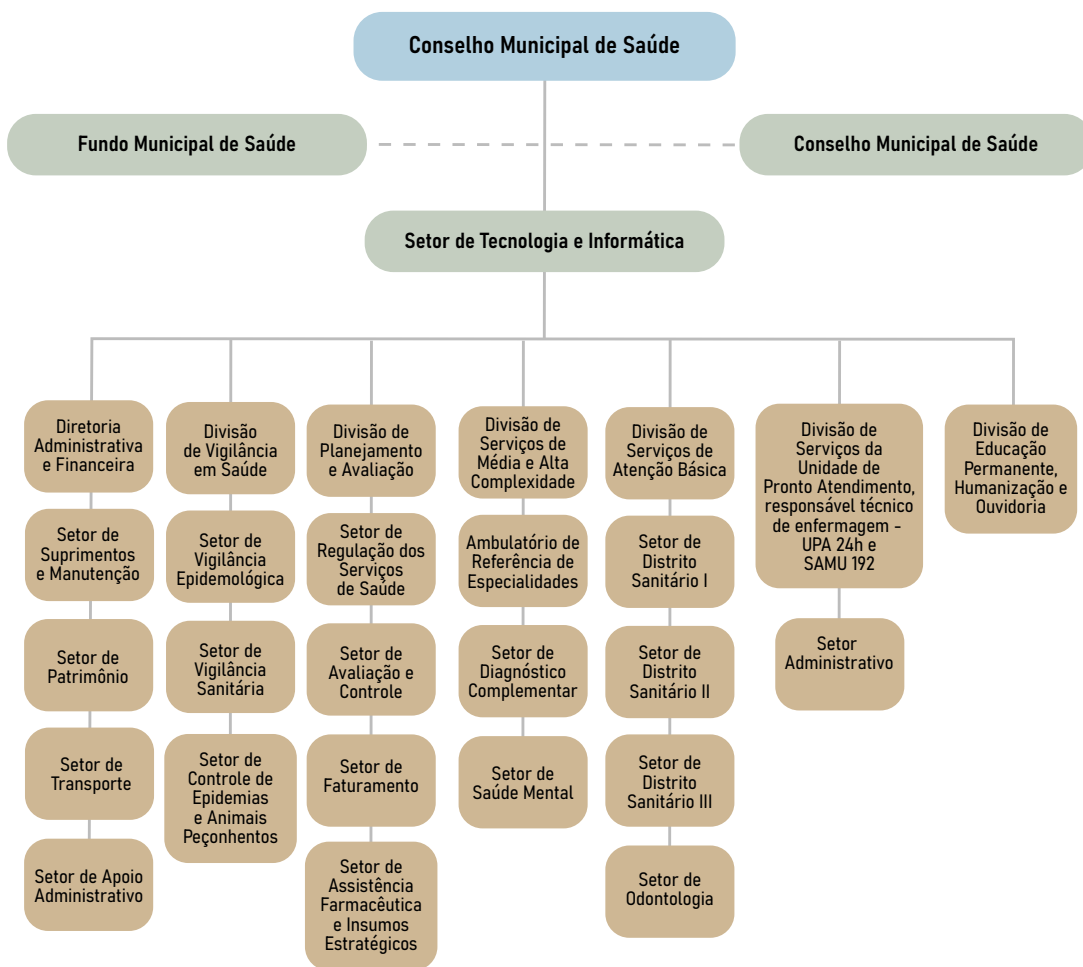 Conselho Municipal de Saúde
Fundo Municipal de Saúde
Conselho Municipal de Saúde
Setor de Tecnologia e Informática
Diretoria
Administrativa
e Financeira
Setor de
Suprimentos
e Manutenção
Setor de
Patrimônio
Setor de
Transporte
Setor de Apoio
Administrativo
Divisão
de Vigilância
em Saúde
Setor de
Vigilância
Epidemológica
Setor de
Vigilância
Sanitária
Setor de
Controle de
Epidemias
e Animais
Peçonhentos
Divisão de
Planejamento
e Avaliação
Setor de
Regulação dos
Serviços
de Saúde
Setor de
Avaliação e
Controle
Setor de
Faturamento
Setor de
Assistência
Farmacêutica
e Insumos
Estratégicos
Divisão de
Serviços de
Média e Alta
Complexidade
Ambulatório de
Referência de
Especialidades
Setor de
Diagnóstico
Complementar
Setor de
Saúde Mental
Divisão de
Serviços de
Atenção Básica
Setor de
Distrito
Sanitário I
Setor de
Distrito
Sanitário II
Setor de
Distrito
Sanitário III
Setor de
Odontologia
Divisão de
Serviços da
Unidade de
Pronto Atendimento,
responsável técnico
de enfermagem -
UPA 24h e
SAMU 192
Setor
Administrativo
Divisão de
Educação
Permanente,
Humanização e
Ouvidoria